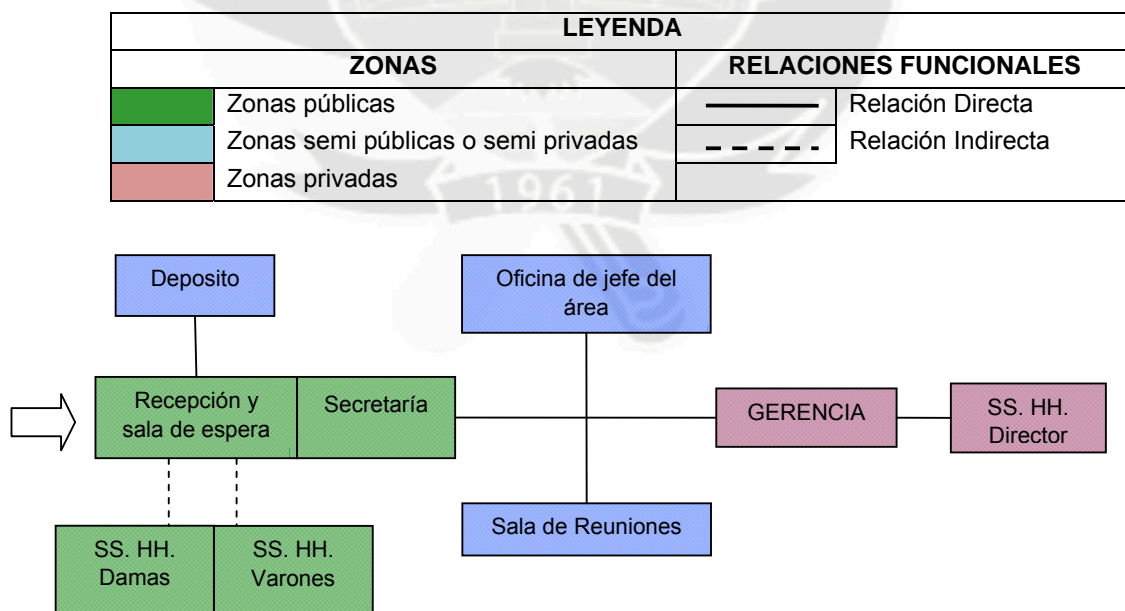 LEYENDA
ZONAS
RELACIONES FUNCIONALES
Zonas públicas
Relación Directa
Zonas semi públicas o semi privadas
Relación Indirecta
Zonas privadas
1961
Deposito
Oficina de jefe del
área
Recepción y
sala de espera
Secretaría
GERENCIA
SS. HH.
Director
Sala de Reuniones
SS. HH.
Damas
SS. HH.
Varones